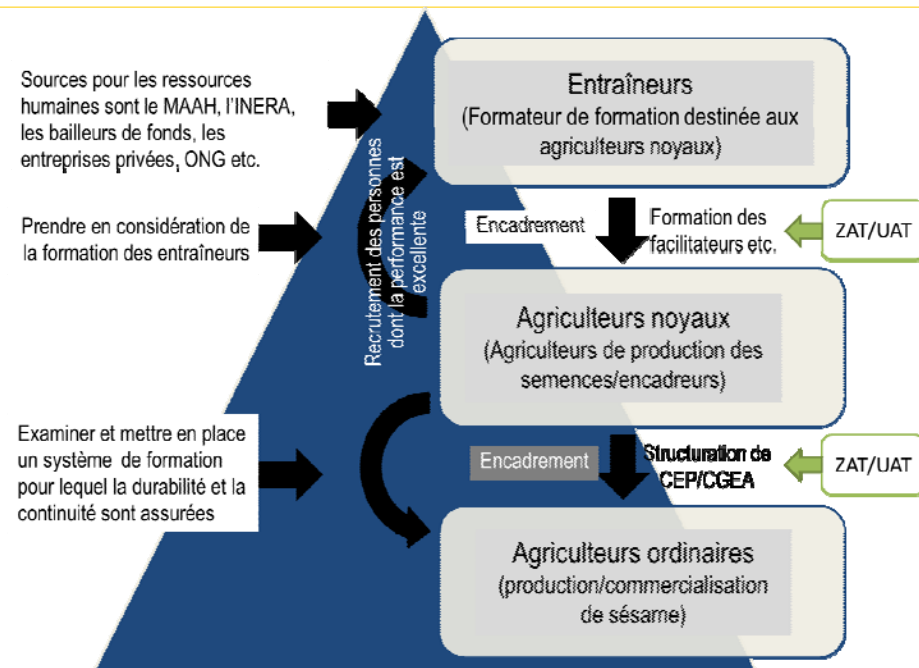 Sources pour les ressources
humaines sont le MAAH, l'INERA,
les bailleurs de fonds, les
entreprises privées, ONG etc.
Entraîneurs
(Formateur de formation destinée aux
agriculteurs noyaux)
Prendre en considération de
la formation des entraîneurs
Recrutement des personnes
dont la performance est
excellente
Encadrement
Formation des
facilitateurs etc.
ZAT/UAT
Agriculteurs noyaux
(Agriculteurs de production des
semences/encadreurs)
Examiner et mettre en place
un système de formation
pour lequel la durabilité et la
continuité sont assurées
Encadrement
Structuration de
CEP/CGEA
ZAT/UAT
Agriculteurs ordinaires
(production/commercialisation
de sésame)